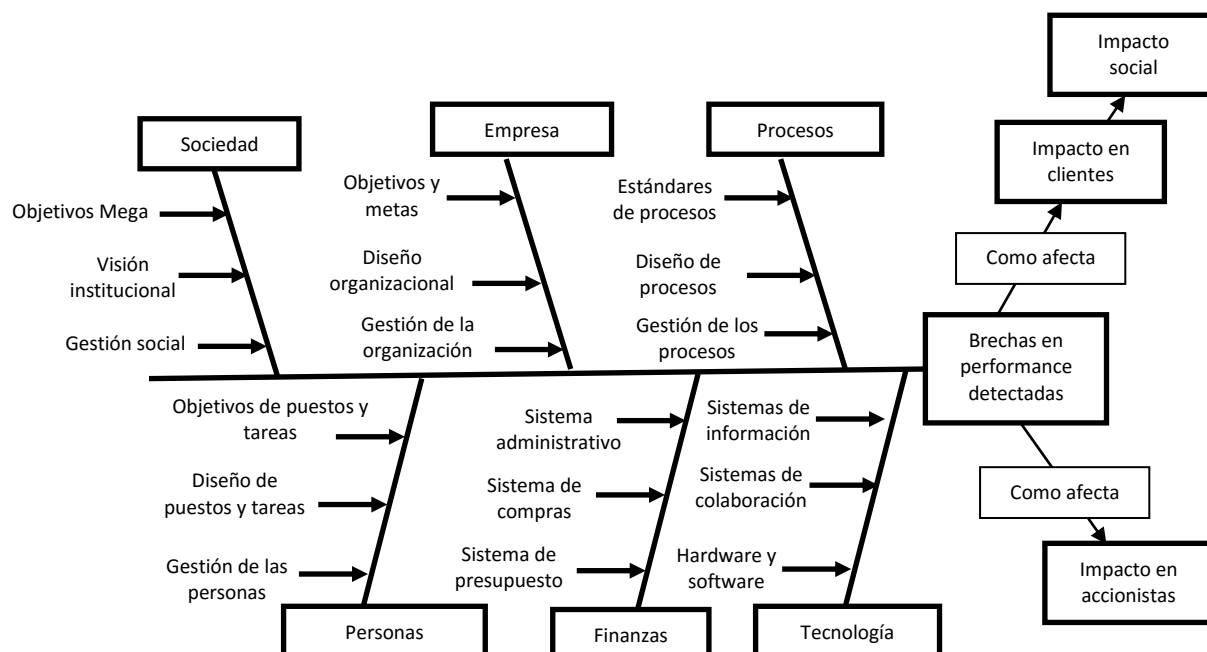 Impacto
social
Sociedad
Empresa
Procesos
Impacto en
clientes
Objetivos Mega
Visión
institucional
Gestión social
Objetivos y
metas
Diseño
organizacional
Gestión de la
organización
Estándares
de procesos
Diseño de
procesos
Gestión de los
procesos
Como afecta
Brechas en
performance
detectadas
Objetivos de puestos y
tareas
Diseño de
puestos y tareas
Gestión de las
personas
Sistema
administrativo
Sistema de
compras
Sistema de
presupuesto
Sistemas de
información
Sistemas de
colaboración
Hardware y
software
Como afecta
Impacto en
accionistas
Personas
Finanzas
Tecnología